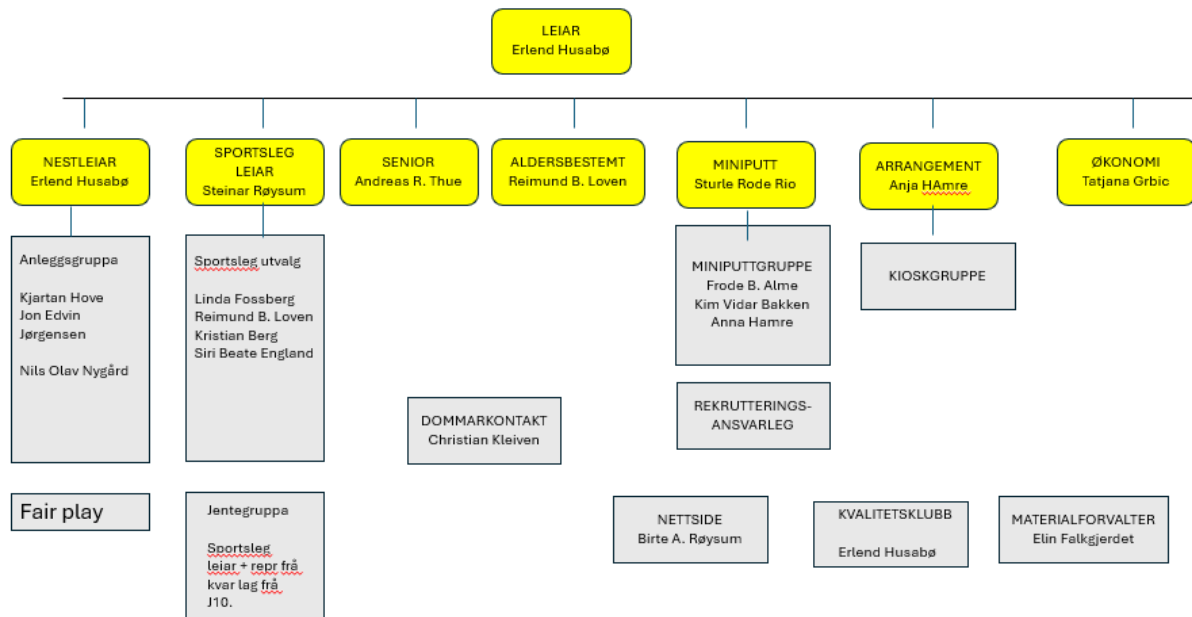 LEIAR
Erlend Husabø
NESTLEIAR
Erlend Husabø
SPORTSLEG
LEIAR
Steinar Røysum
SENIOR
Andreas R. Thue
ALDERSBESTEMT
Reimund B. Loven
MINIPUTT
Sturle Rode Rio
ARRANGEMENT
Anja HAmre
ØKONOMI
Tatjana Grbic
Anleggsgruppa
Kjartan Hove
Jon Edvin
Jørgensen
Nils Olav Nygård
Sportsleg utvalg
Linda Fossberg
Reimund B. Loven
Kristian Berg
Siri Beate England
MINIPUTTGRUPPE
Frode B. Alme
Kim Vidar Bakken
Anna Hamre
KIOSKGRUPPE
REKRUTTERINGS-
ANSVARLEG
DOMMARKONTAKT
Christian Kleiven
Fair play
Jentegruppa
Sportsleg
leiar + repr frå
kvar lag frå
J10.
NETTSIDE
Birte A. Røysum
KVALITETSKLUBB
Erlend Husabø
MATERIALFORVALTER
Elin Falkgjerdet